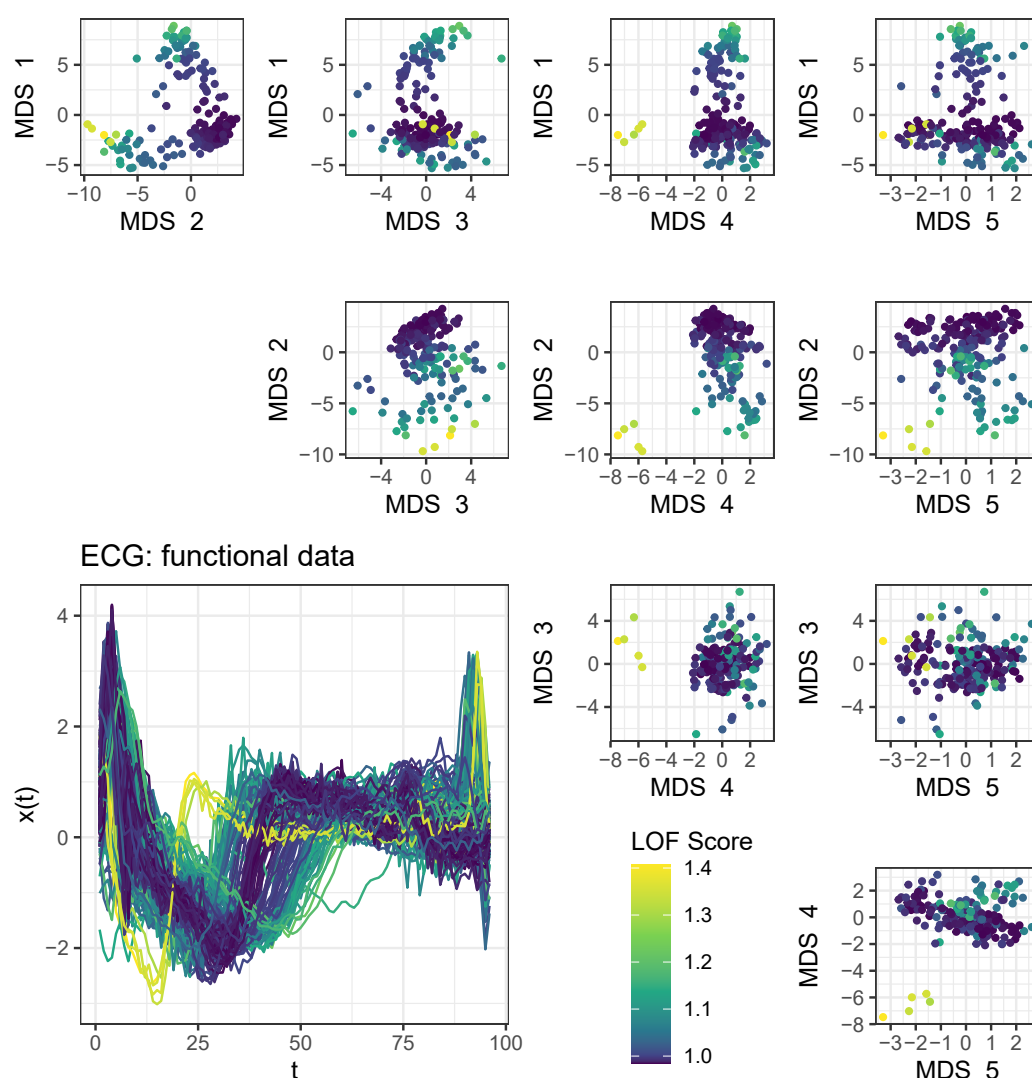 MDS 1
5
0
−5
−10 −5 0
MDS 2
MDS 1
5
0
−5
−4 0 4
MDS 3
MDS 1
5
0
−5
−8 −6 −4 −2 0 2
MDS 4
MDS 1
5
0
−5
−3 −2 −1 0 1 2
MDS 5
MDS 2
0
−5
−10
−4 0 4
MDS 3
MDS 2
0
−5
−10
−8 −6 −4 −2 0 2
MDS 4
MDS 2
0
−5
−10
−3 −2 −1 0 1 2
MDS 5
ECG: functional data
x(t)
4
2
0
−2
0 25 50 75 100
t
MDS 3
4
0
−4
−8 −6 −4 −2 0 2
MDS 4
MDS 3
4
0
−4
−3 −2 −1 0 1 2
MDS 5
LOF Score
1.4
1.3
1.2
1.1
1.0
MDS 4
2
0
−2
−4
−6
−8
−3 −2 −1 0 1 2
MDS 5